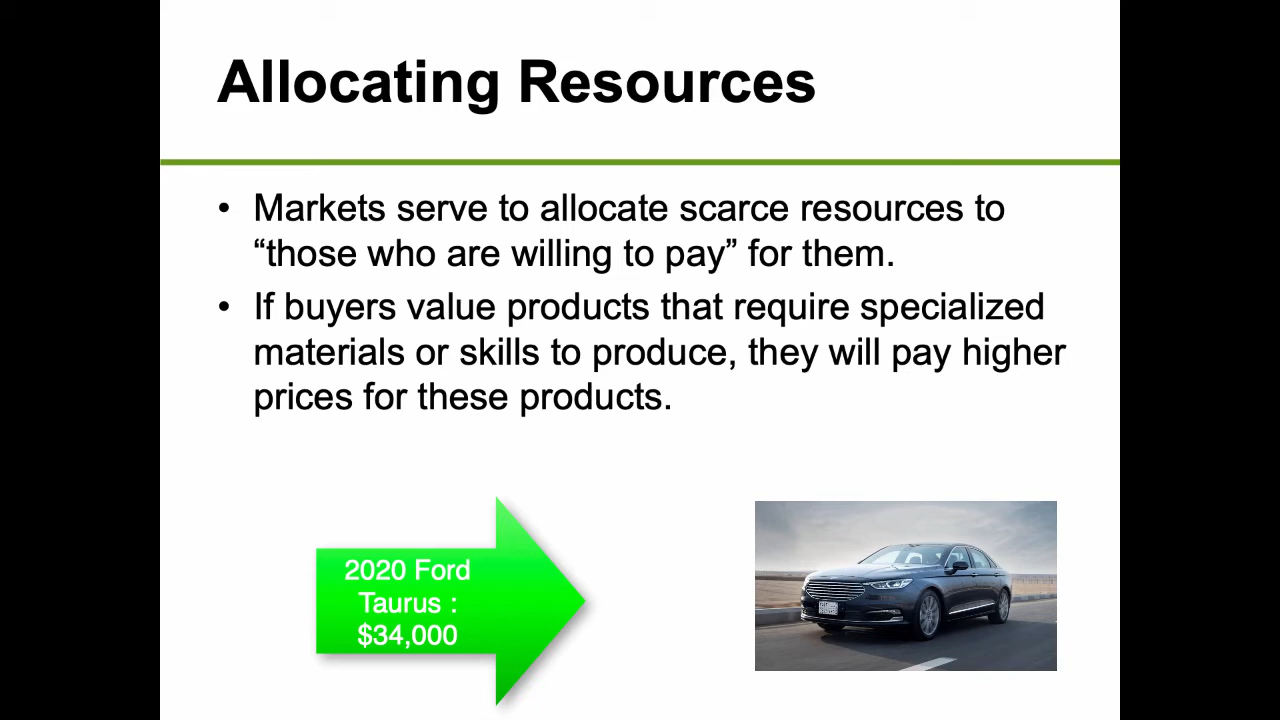 Allocating Resources
• Markets serve to allocate scarce resources to
“those who are willing to pay” for them.
• If buyers value products that require specialized
materials or skills to produce, they will pay higher
prices for these products.
2020 Ford
Taurus :
$34,000